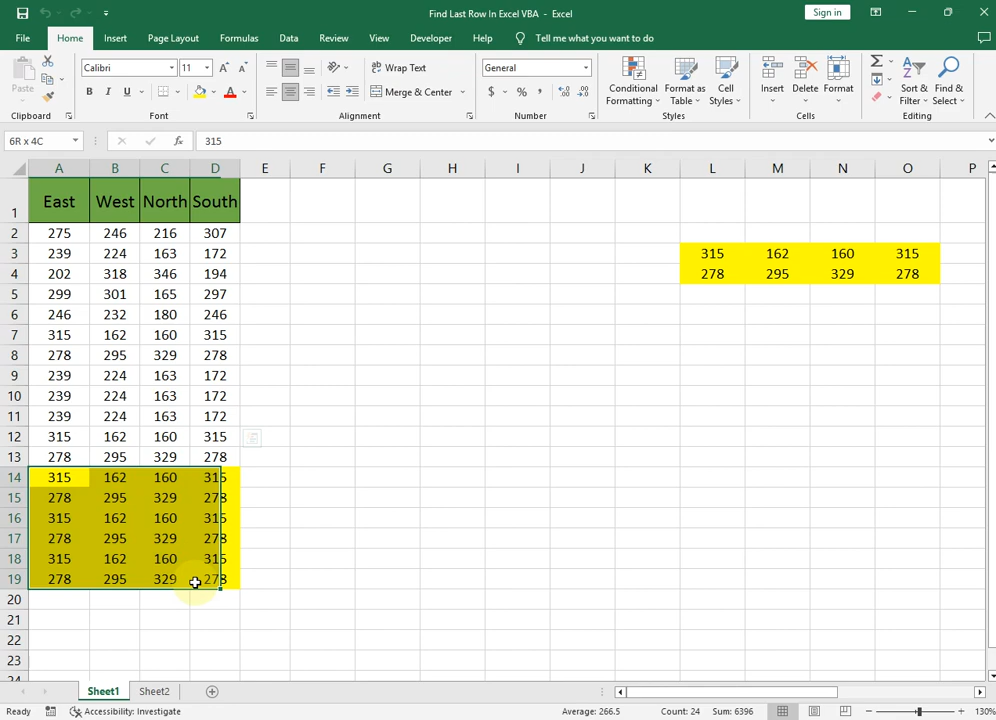 Find Last Row In Excel VBA - Excel
Sign in
File Home Insert Page Layout Formulas Data Review View Developer Help Tell me what you want to do
Paste
Calibri 11
B I U A
Wrap Text
Merge & Center
General
$ % ,
Conditional Formatting
Format as Table
Cell Styles
Insert Delete Format
Sort & Filter
Find & Select
Clipboard Font Alignment Number Styles Cells Editing
6R x 4C fx 315
A B C D E F G H I J K L M N O P
1 East West North South
2 275 246 216 307
3 239 224 163 172 315 162 160 315
4 202 318 346 194 278 295 329 278
5 299 301 165 297
6 246 232 180 246
7 315 162 160 315
8 278 295 329 278
9 239 224 163 172
10 239 224 163 172
11 239 224 163 172
12 315 162 160 315
13 278 295 329 278
14 315 162 160 315
15 278 295 329 278
16 315 162 160 315
17 278 295 329 278
18 315 162 160 315
19 278 295 329 278
20
21
22
23
24
Sheet1 Sheet2
Ready Accessibility: Investigate Average: 266.5 Count: 24 Sum: 6396 130%